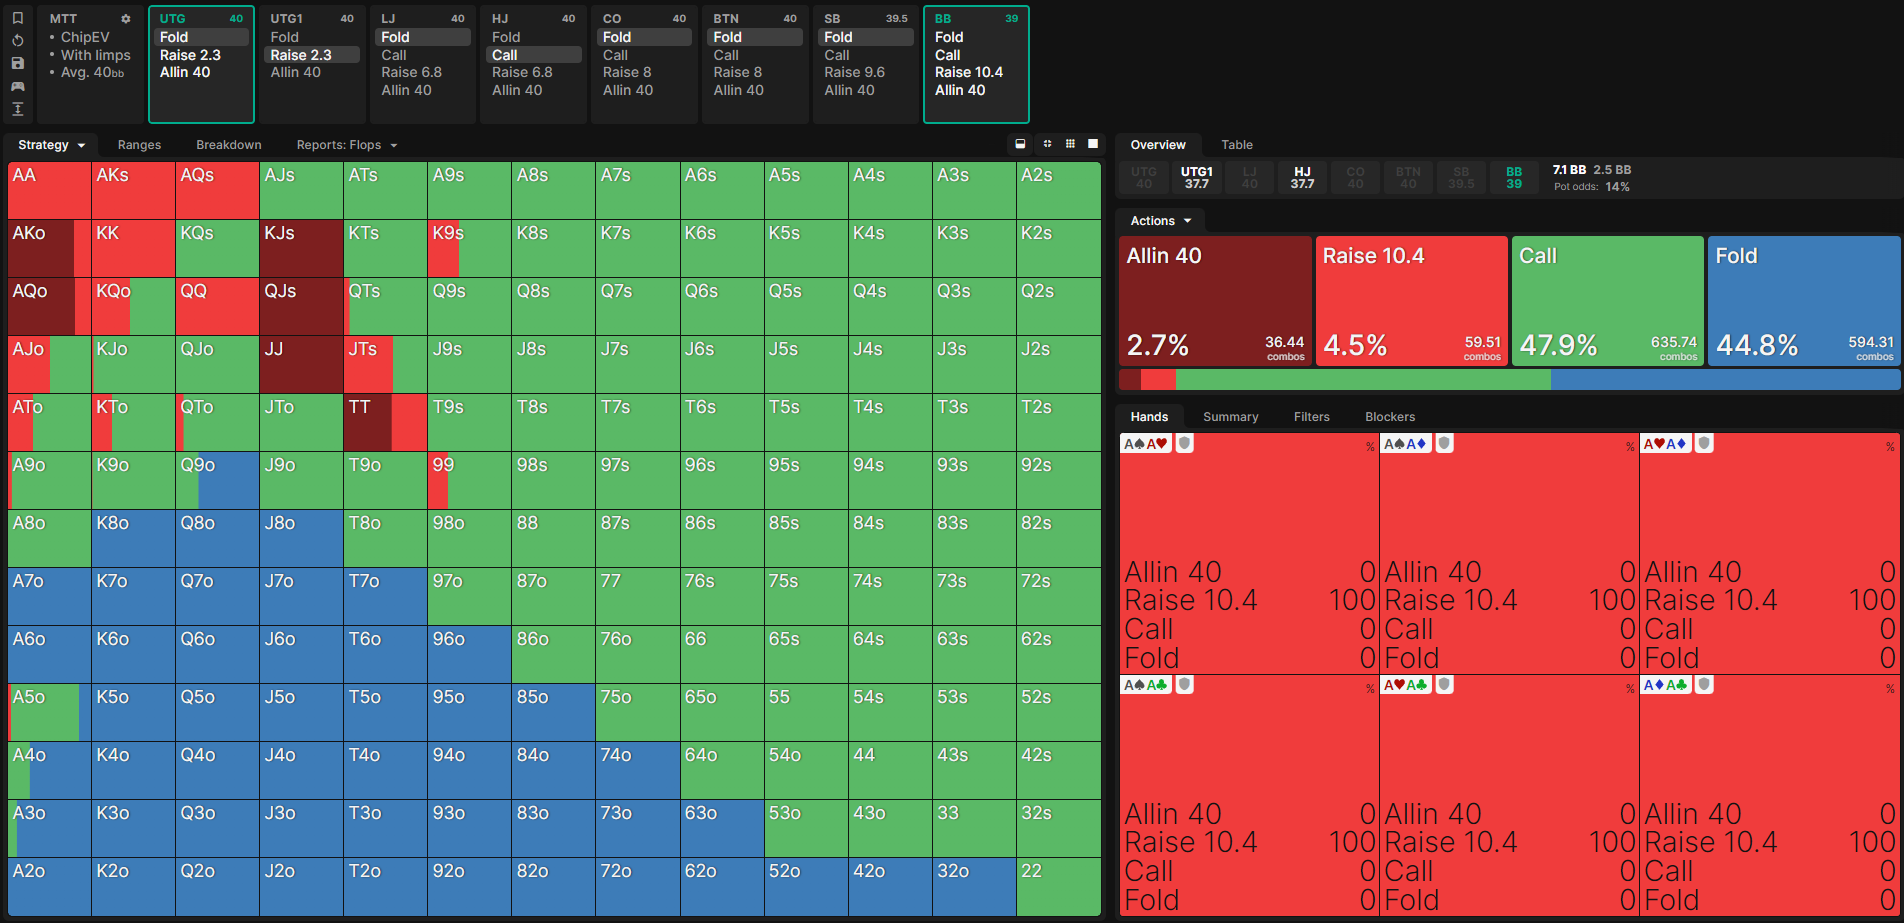 MTT
• ChipEV
• With limps
• Avg. 40bb
UTG 40
Fold
Raise 2.3
Allin 40
UTG1 40
Fold
Raise 2.3
Allin 40
LJ 40
Fold
Call
Raise 6.8
Allin 40
HJ 40
Fold
Call
Raise 6.8
Allin 40
CO 40
Fold
Call
Raise 8
Allin 40
BTN 40
Fold
Call
Raise 8
Allin 40
SB 39.5
Fold
Call
Raise 9.6
Allin 40
BB 39
Fold
Call
Raise 10.4
Allin 40
Strategy Ranges Breakdown Reports: Flops
AA AKs AQs AJs ATs A9s A8s A7s A6s A5s A4s A3s A2s
AKo KK KQs KJs KTs K9s K8s K7s K6s K5s K4s K3s K2s
AQo KQo QQ QJs QTs Q9s Q8s Q7s Q6s Q5s Q4s Q3s Q2s
AJo KJo QJo JJ JTs J9s J8s J7s J6s J5s J4s J3s J2s
ATo KTo QTo JTo TT T9s T8s T7s T6s T5s T4s T3s T2s
A9o K9o Q9o J9o T9o 99 98s 97s 96s 95s 94s 93s 92s
A8o K8o Q8o J8o T8o 98o 88 87s 86s 85s 84s 83s 82s
A7o K7o Q7o J7o T7o 97o 87o 77 76s 75s 74s 73s 72s
A6o K6o Q6o J6o T6o 96o 86o 76o 66 65s 64s 63s 62s
A5o K5o Q5o J5o T5o 95o 85o 75o 65o 55 54s 53s 52s
A4o K4o Q4o J4o T4o 94o 84o 74o 64o 54o 44 43s 42s
A3o K3o Q3o J3o T3o 93o 83o 73o 63o 53o 43o 33 32s
A2o K2o Q2o J2o T2o 92o 82o 72o 62o 52o 42o 32o 22
Overview Table
UTG UTG1 LJ HJ CO BTN SB BB
40 37.7 40 37.7 40 40 39.5 39
7.1 BB 2.5 BB
Pot odds: 14%
Actions
Allin 40
2.7%
36.44
combos
Raise 10.4
4.5%
59.51
combos
Call
47.9%
635.74
combos
Fold
44.8%
594.31
combos
Hands Summary Filters Blockers
A♠A♥ % A♠A♦ % A♥A♦ %
Allin 40 0 Allin 40 0 Allin 40 0
Raise 10.4 100 Raise 10.4 100 Raise 10.4 100
Call 0 Call 0 Call 0
Fold 0 Fold 0 Fold 0
A♠A♣ % A♥A♣ % A♦A♣ %
Allin 40 0 Allin 40 0 Allin 40 0
Raise 10.4 100 Raise 10.4 100 Raise 10.4 100
Call 0 Call 0 Call 0
Fold 0 Fold 0 Fold 0